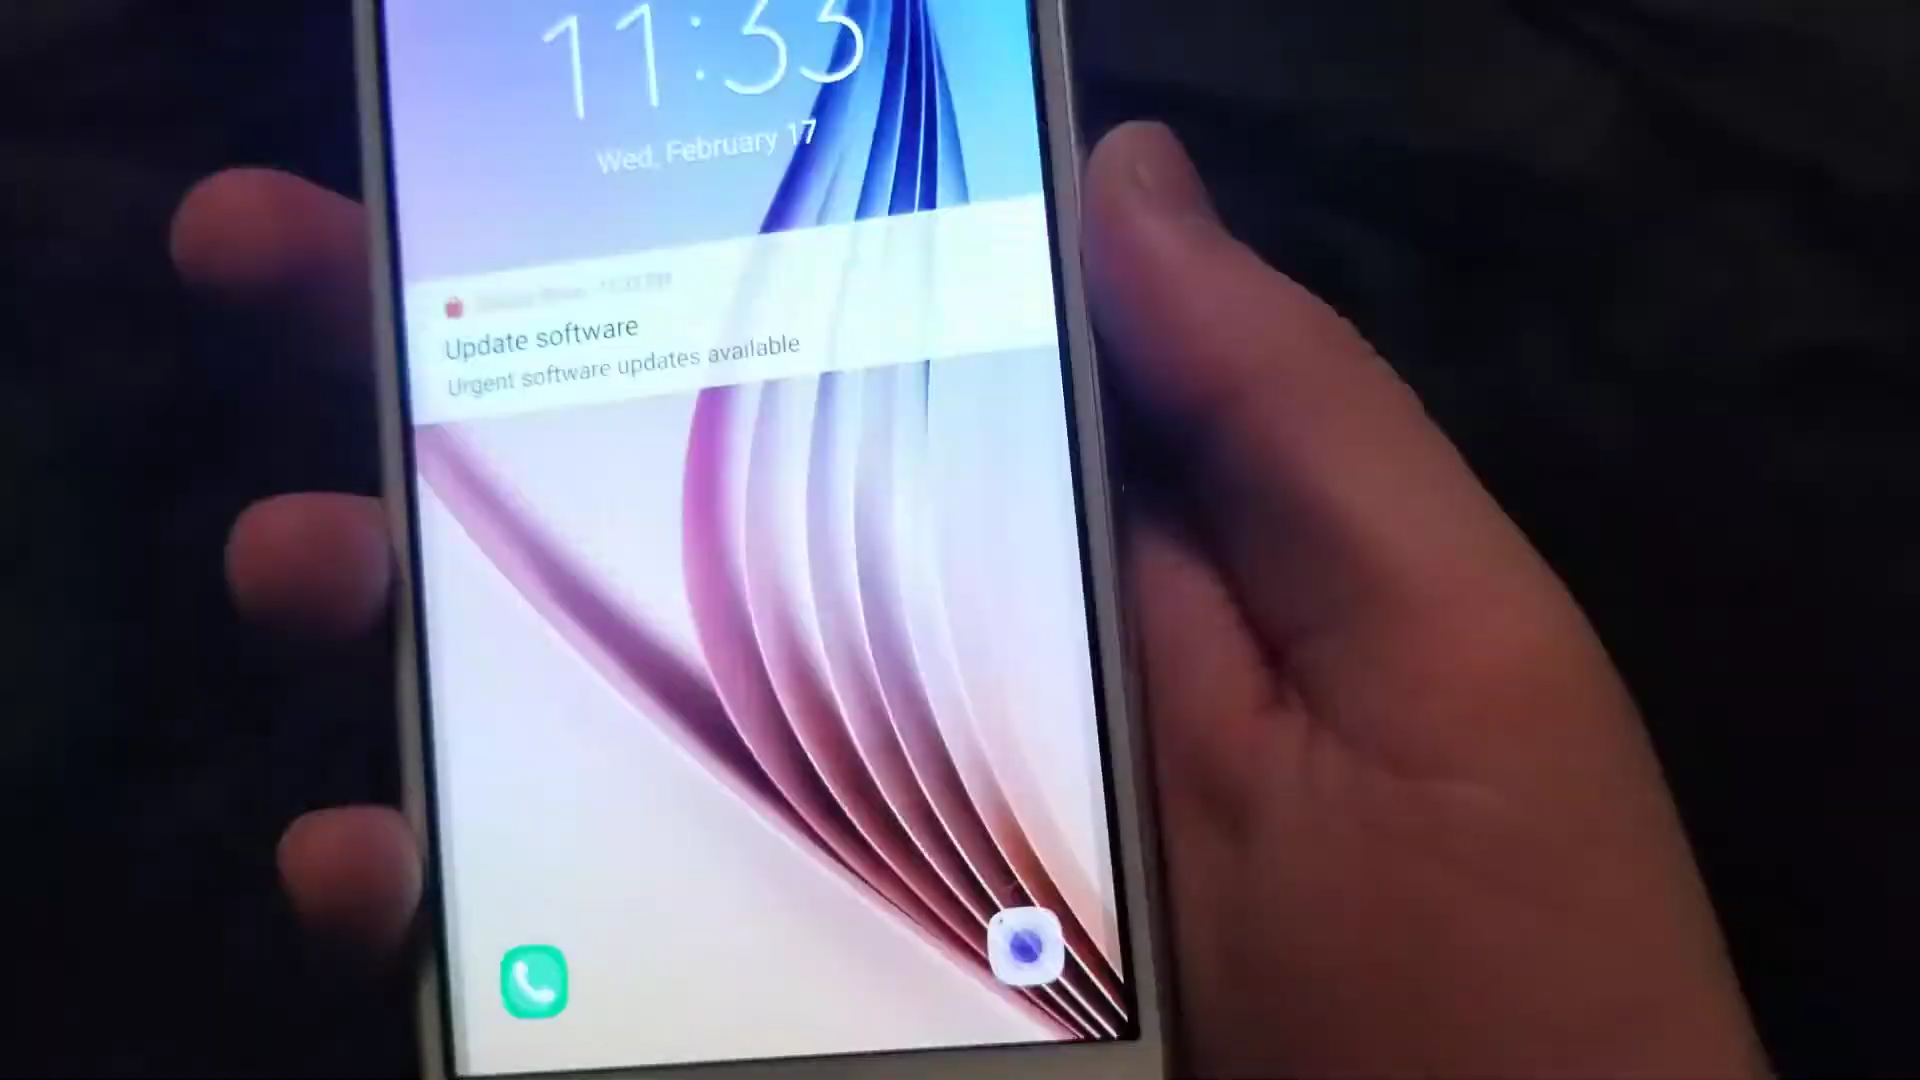 11:33
Wed, February 17
Update software
Urgent software updates available